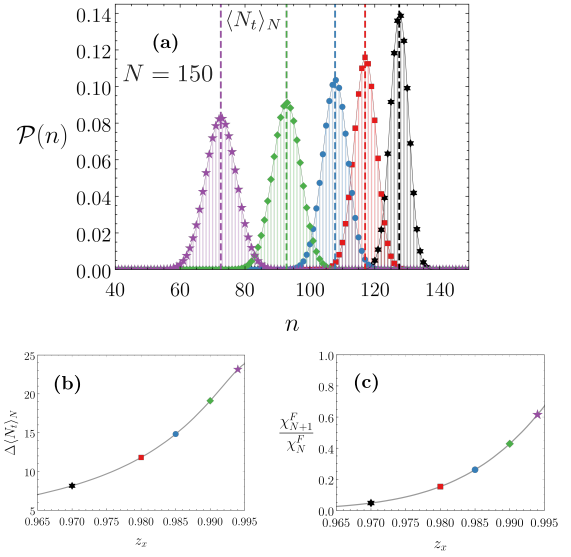 (a)
⟨N_t⟩_N
N = 150
𝒫(n)
0.14
0.12
0.10
0.08
0.06
0.04
0.02
0.00
40 60 80 100 120 140
n
(b)
Δ⟨N_t⟩_N
25
20
15
10
5
0.965 0.970 0.975 0.980 0.985 0.990 0.995
z_x
(c)
χ^F_{N+1}
χ^F_N
1.0
0.8
0.6
0.4
0.2
0.0
0.965 0.970 0.975 0.980 0.985 0.990 0.995
z_x